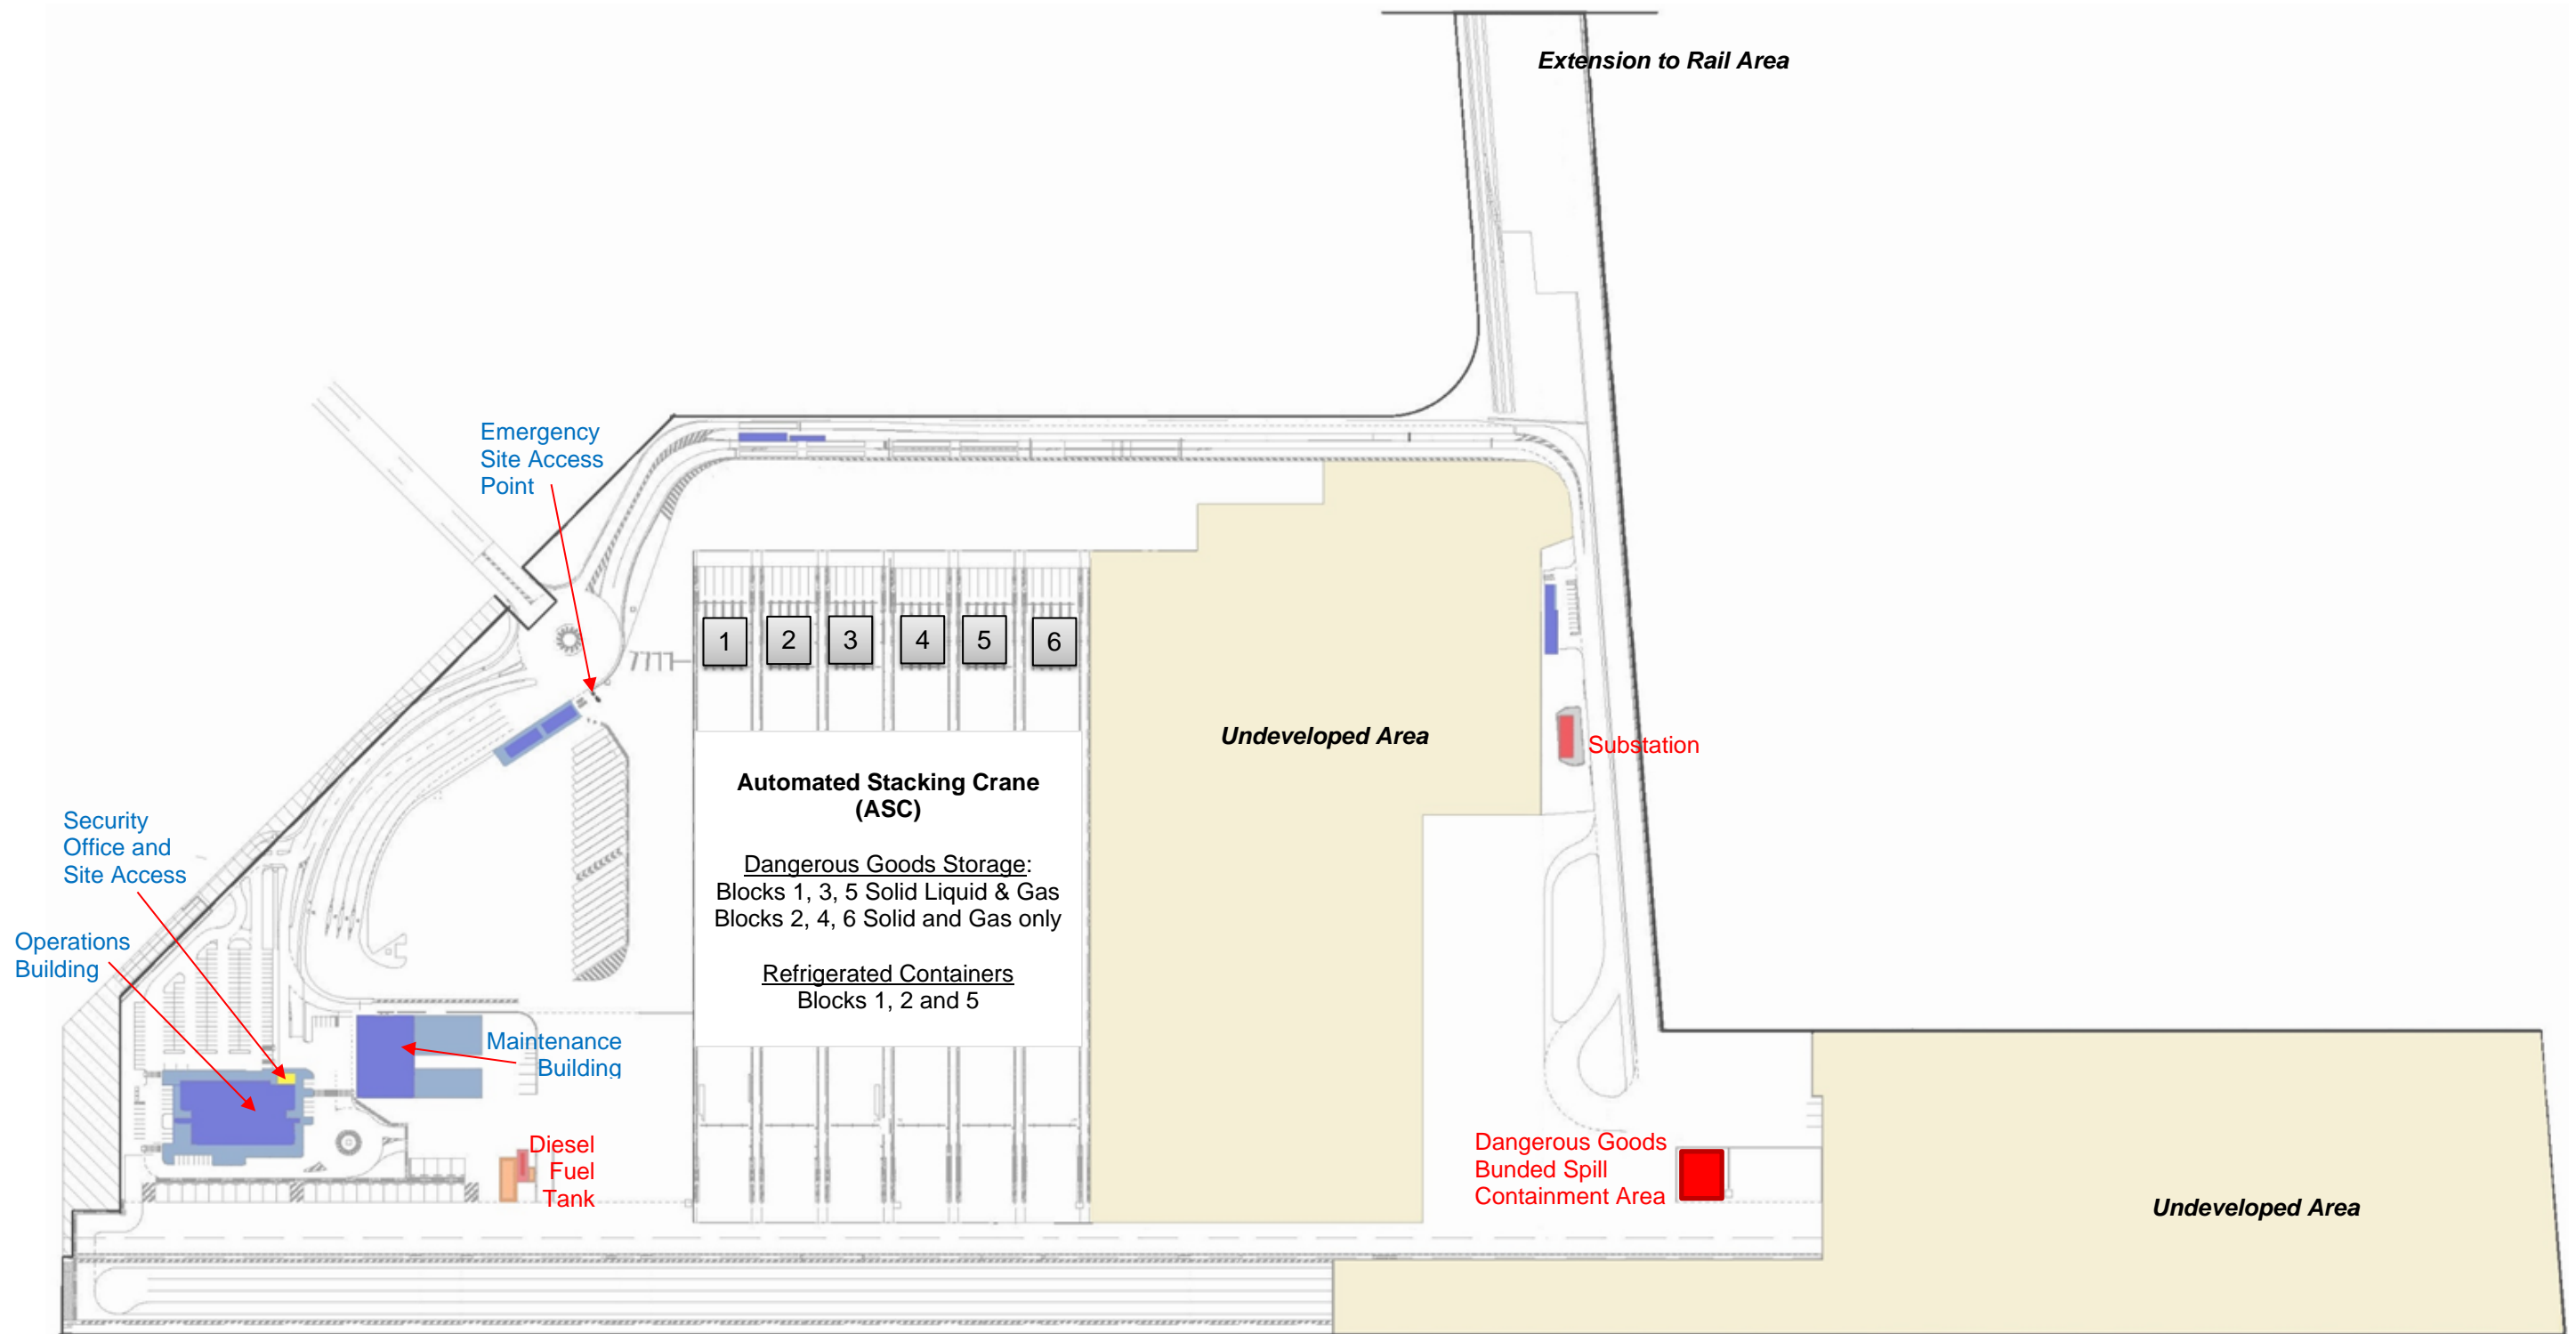 Extension to Rail Area
Emergency
Site Access
Point
1
2
3
4
5
6
Undeveloped Area
Substation
Automated Stacking Crane
(ASC)
Dangerous Goods Storage:
Blocks 1, 3, 5 Solid Liquid & Gas
Blocks 2, 4, 6 Solid and Gas only
Refrigerated Containers
Blocks 1, 2 and 5
Security
Office and
Site Access
Operations
Building
Maintenance
Building
Diesel
Fuel
Tank
Dangerous Goods
Bunded Spill
Containment Area
Undeveloped Area